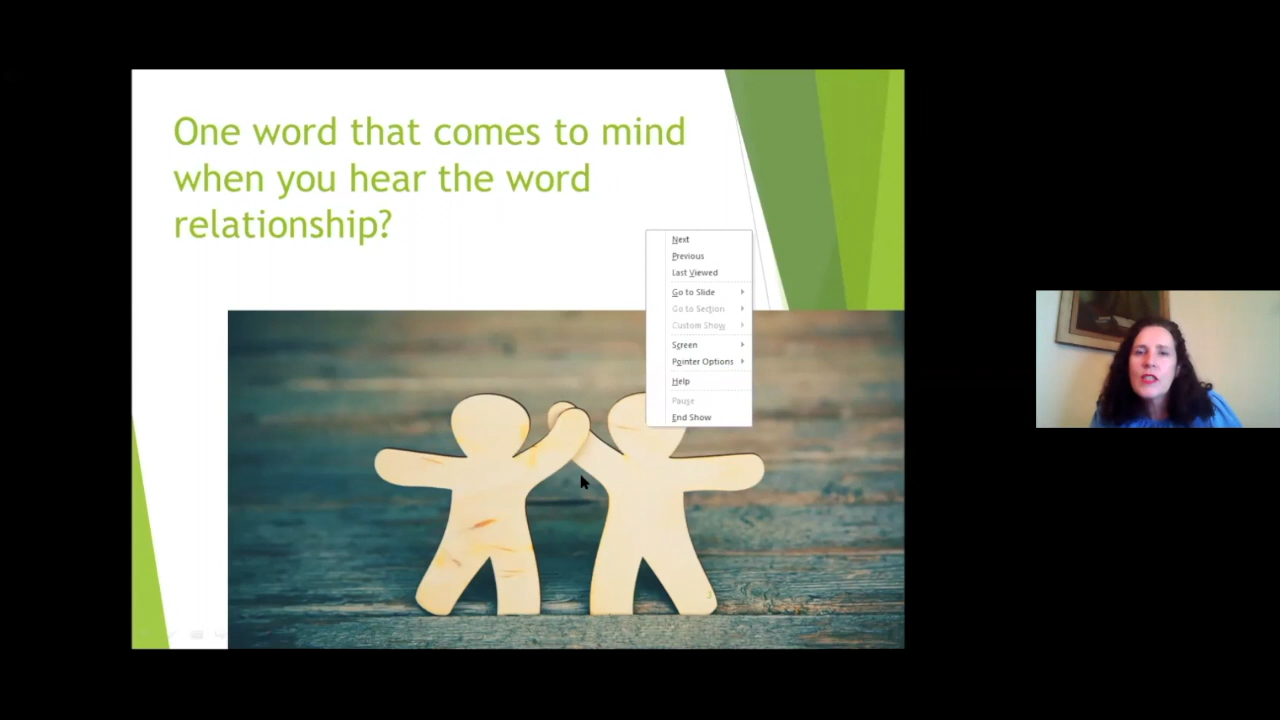 One word that comes to mind
when you hear the word
relationship?
Next
Previous
Last Viewed
Go to Slide
Go to Section
Custom Show
Screen
Pointer Options
Help
Pause
End Show
3